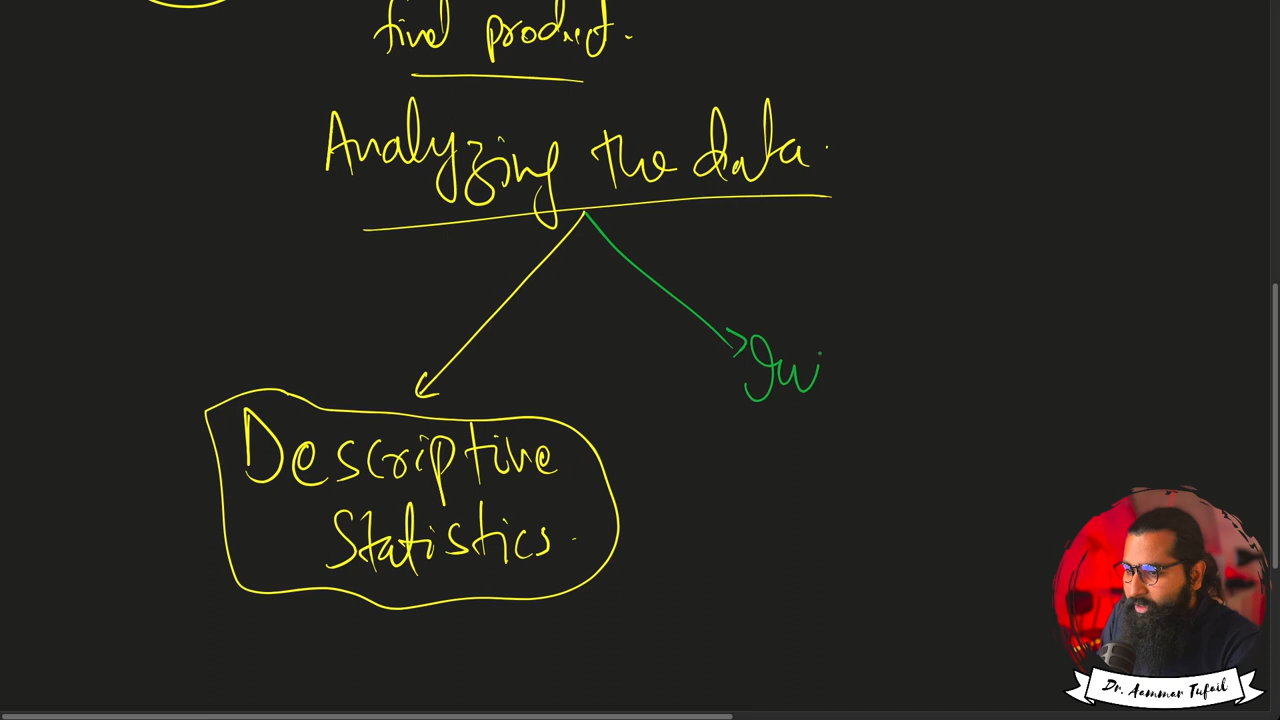 final product.
Analyzing the data.
Descriptive
Statistics.
Dr. Aammar Tufail